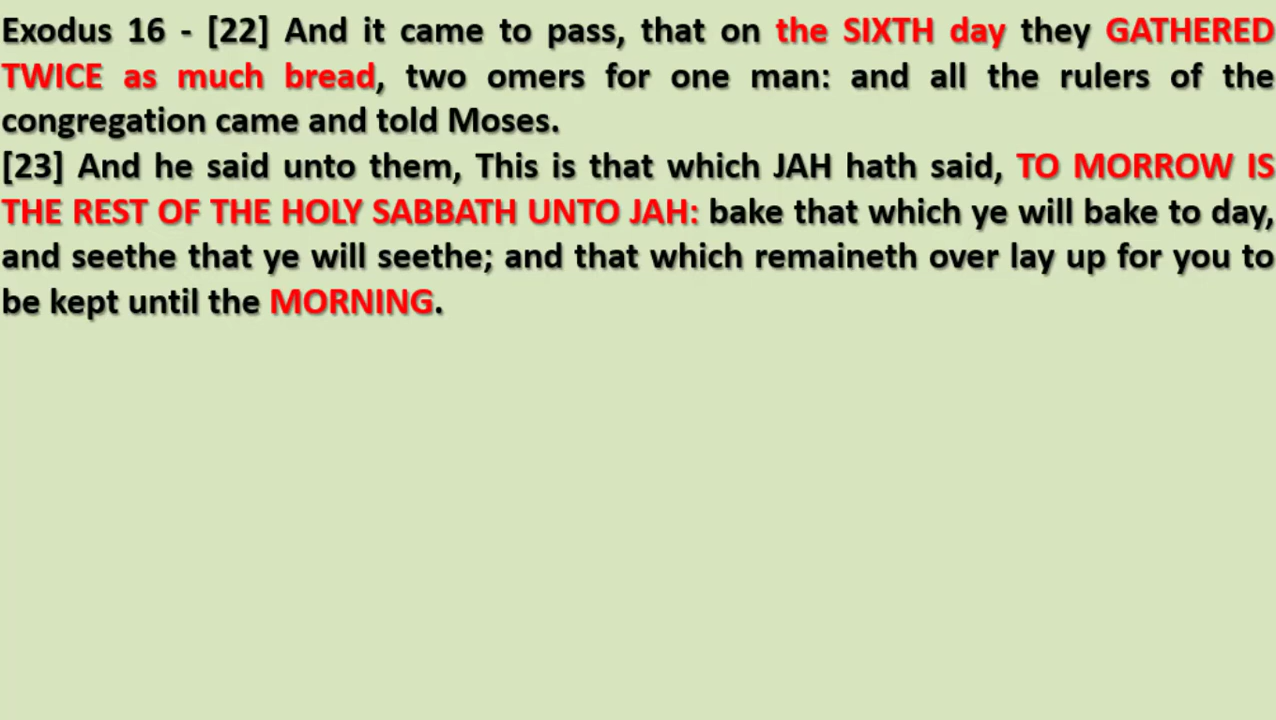 Exodus 16 - [22] And it came to pass, that on the SIXTH day they GATHERED
TWICE as much bread, two omers for one man: and all the rulers of the
congregation came and told Moses.
[23] And he said unto them, This is that which JAH hath said, TO MORROW IS
THE REST OF THE HOLY SABBATH UNTO JAH: bake that which ye will bake to day,
and seethe that ye will seethe; and that which remaineth over lay up for you to
be kept until the MORNING.